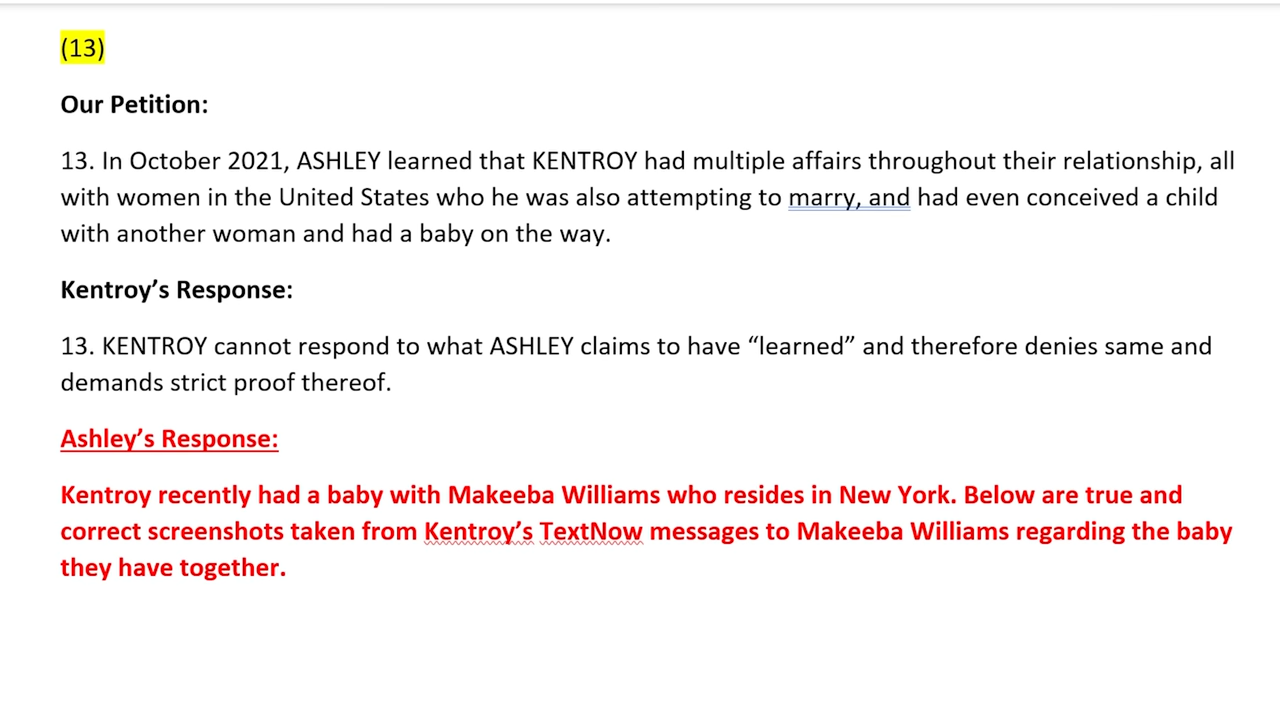 (13)
Our Petition:
13. In October 2021, ASHLEY learned that KENTROY had multiple affairs throughout their relationship, all
with women in the United States who he was also attempting to marry, and had even conceived a child
with another woman and had a baby on the way.
Kentroy’s Response:
13. KENTROY cannot respond to what ASHLEY claims to have “learned” and therefore denies same and
demands strict proof thereof.
Ashley’s Response:
Kentroy recently had a baby with Makeeba Williams who resides in New York. Below are true and
correct screenshots taken from Kentroy’s TextNow messages to Makeeba Williams regarding the baby
they have together.